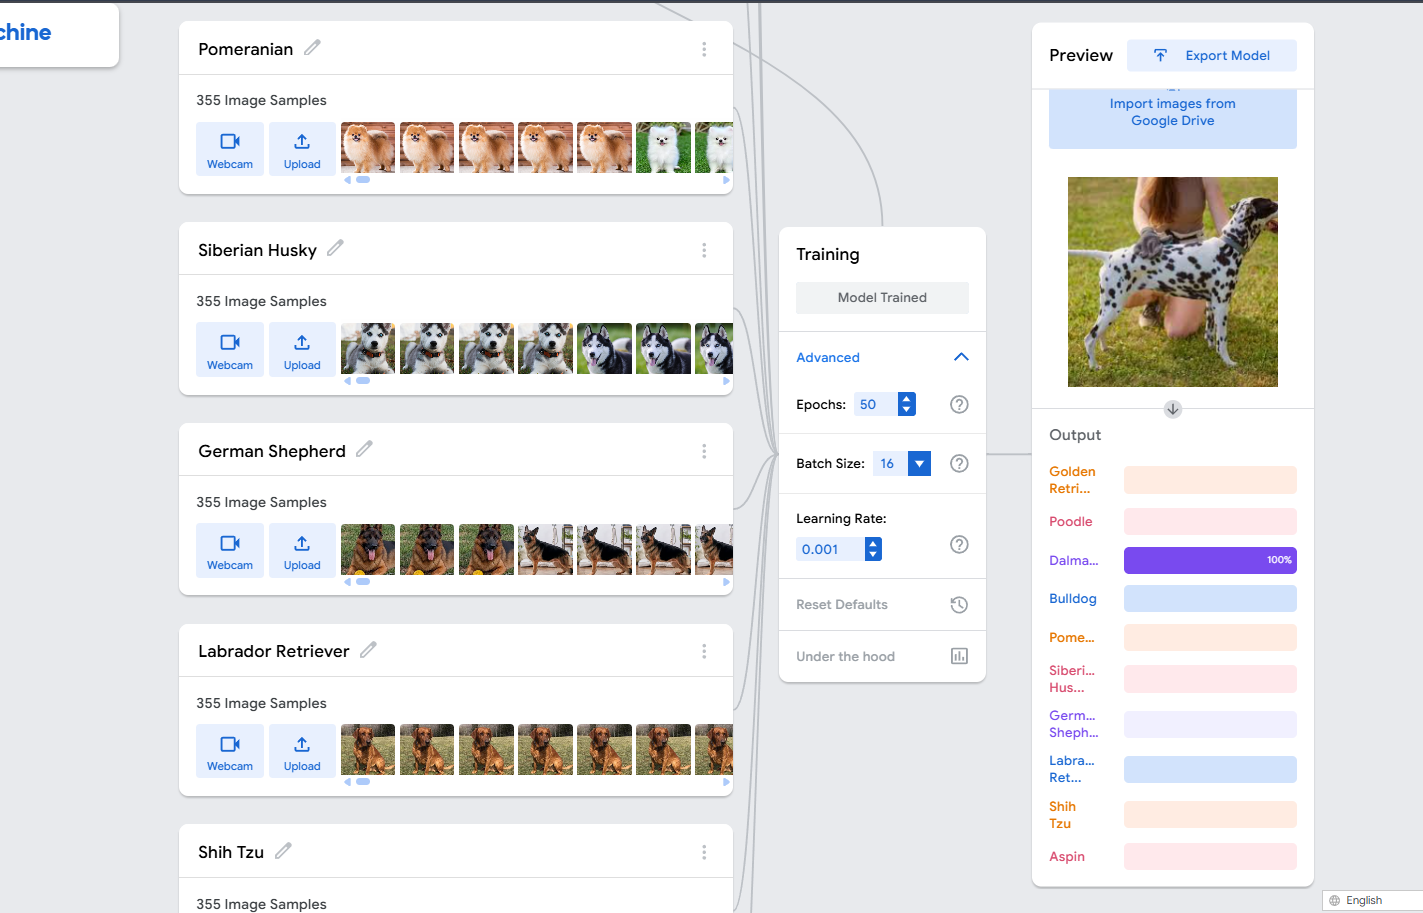 chine
Pomeranian
355 Image Samples
Webcam
Upload
Siberian Husky
355 Image Samples
Webcam
Upload
German Shepherd
355 Image Samples
Webcam
Upload
Labrador Retriever
355 Image Samples
Webcam
Upload
Shih Tzu
355 Image Samples
Training
Model Trained
Advanced
Epochs: 50
Batch Size: 16
Learning Rate:
0.001
Reset Defaults
Under the hood
Preview
Export Model
Import images from
Google Drive
Output
Golden
Retri...
Poodle
Dalma... 100%
Bulldog
Pome...
Siberi...
Hus...
Germ...
Sheph...
Labra...
Ret...
Shih
Tzu
Aspin
English